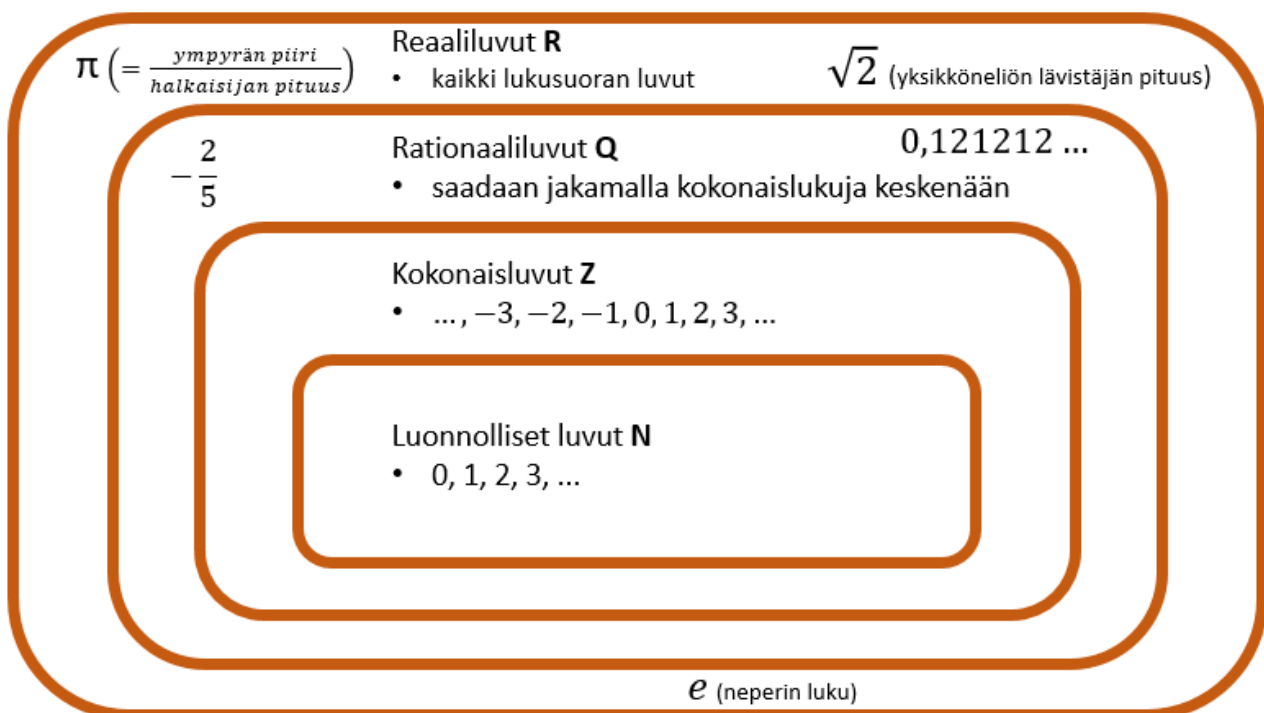 π (= ympyrän piiri / halkaisijan pituus)
Reaaliluvut R
• kaikki lukusuoran luvut
√2 (yksikköneliön lävistäjän pituus)
−2/5
Rationaaliluvut Q
• saadaan jakamalla kokonaislukuja keskenään
0,121212 ...
Kokonaisluvut Z
• ..., −3, −2, −1, 0, 1, 2, 3, ...
Luonnolliset luvut N
• 0, 1, 2, 3, ...
e (neperin luku)